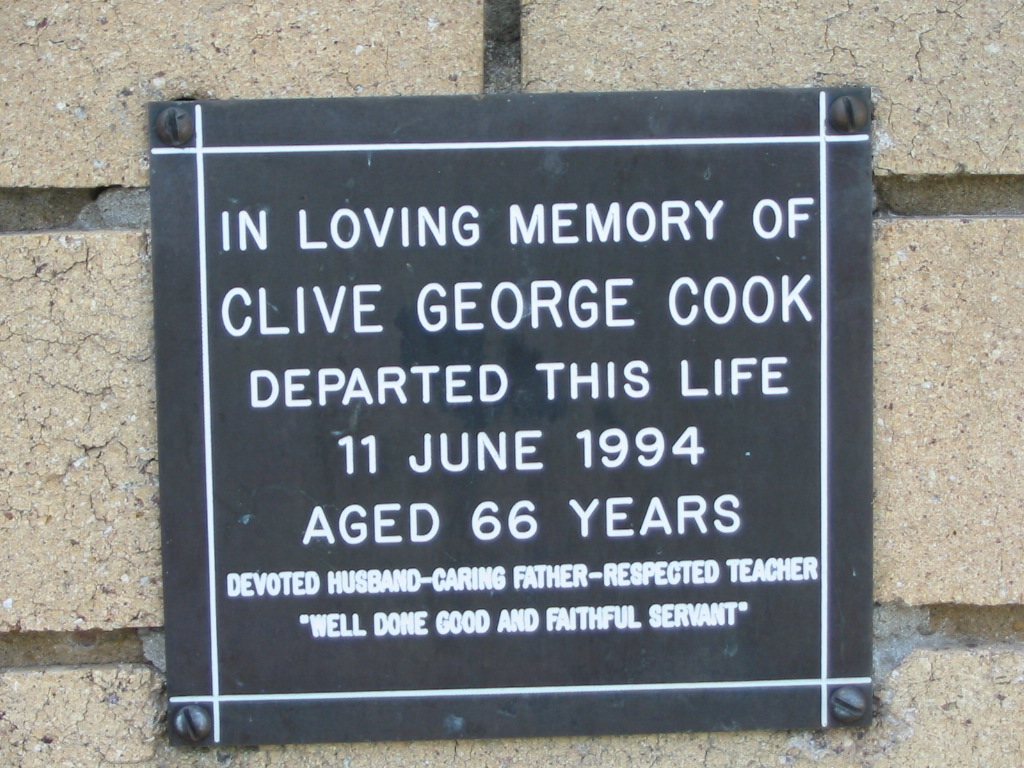 IN LOVING MEMORY OF
CLIVE GEORGE COOK
DEPARTED THIS LIFE
11 JUNE 1994
AGED 66 YEARS
DEVOTED HUSBAND-CARING FATHER-RESPECTED TEACHER
"WELL DONE GOOD AND FAITHFUL SERVANT"